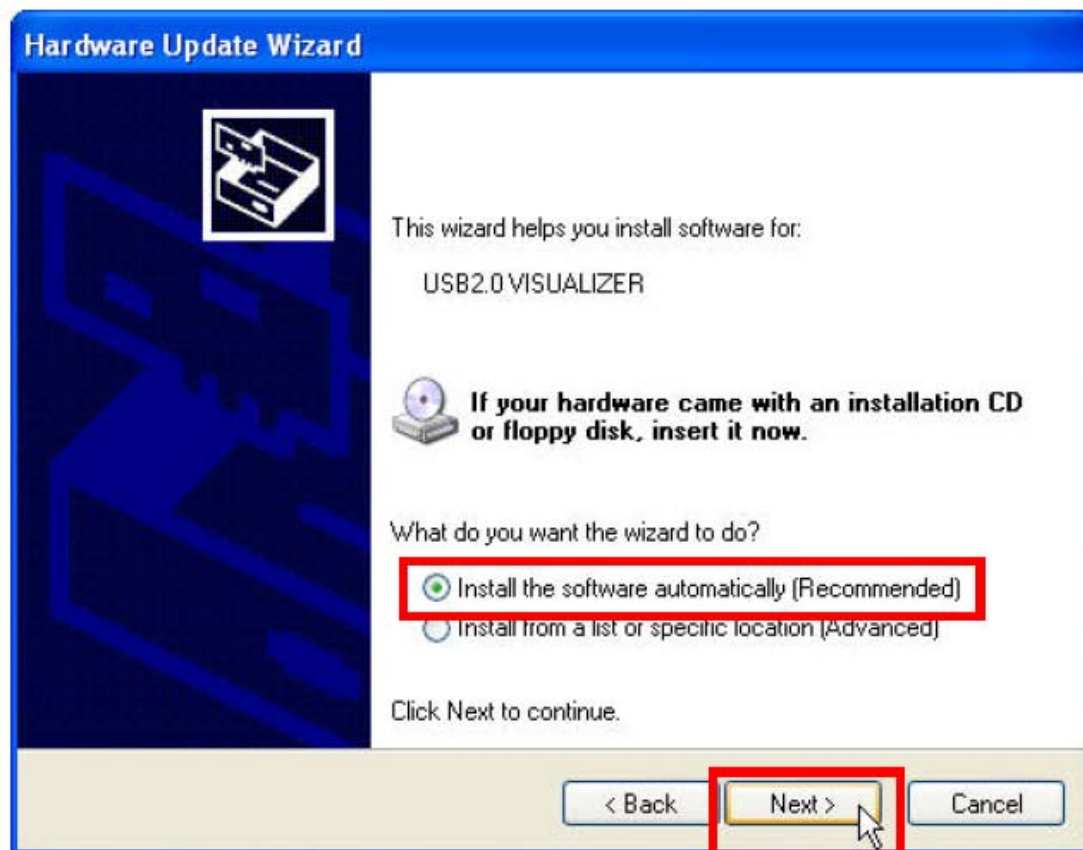 Hardware Update Wizard
This wizard helps you install software for:
USB2.0 VISUALIZER
If your hardware came with an installation CD
or floppy disk, insert it now.
What do you want the wizard to do?
Install the software automatically (Recommended)
Install from a list or specific location (Advanced)
Click Next to continue.
< Back Next > Cancel